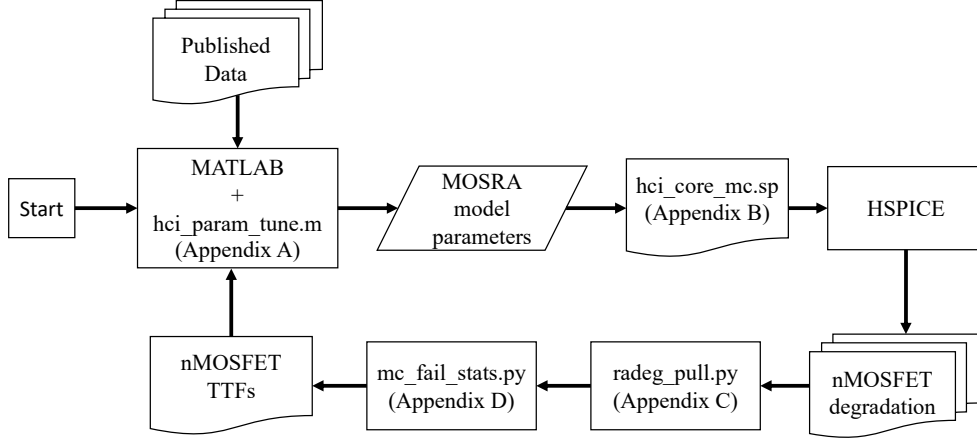 Published
Data
Start
MATLAB
+
hci_param_tune.m
(Appendix A)
MOSRA
model
parameters
hci_core_mc.sp
(Appendix B)
HSPICE
nMOSFET
degradation
radeg_pull.py
(Appendix C)
mc_fail_stats.py
(Appendix D)
nMOSFET
TTFs